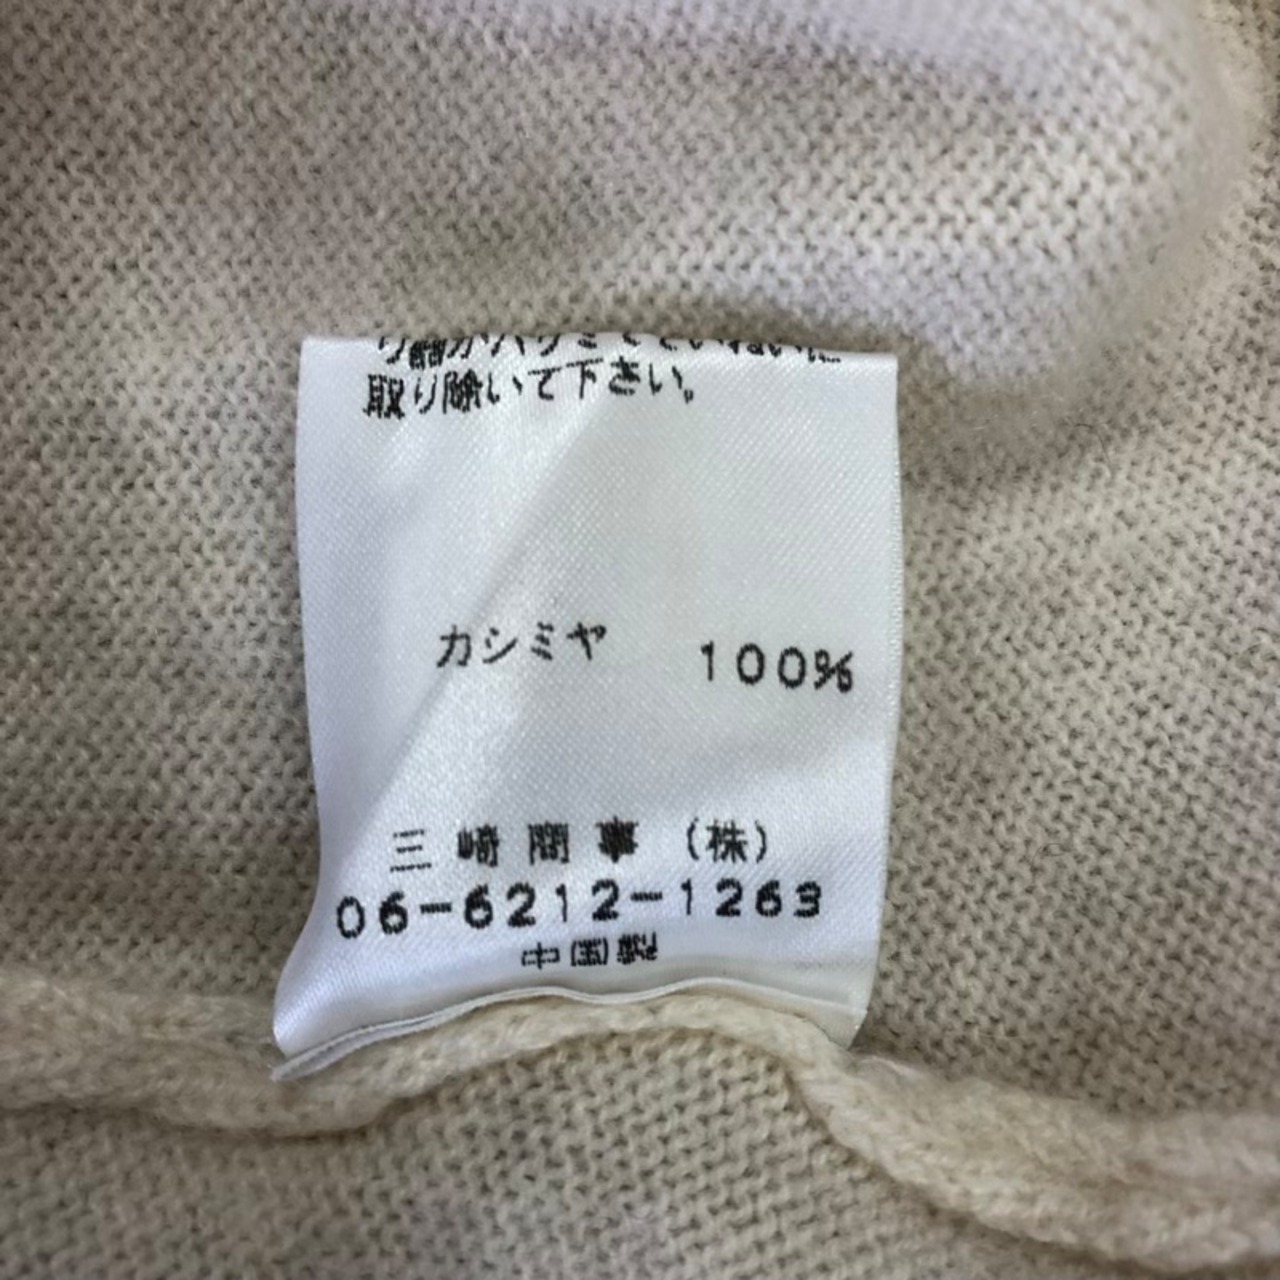 取り除いて下さい。
カシミヤ 100%
三崎商事(株)
06-6212-1263
中国製